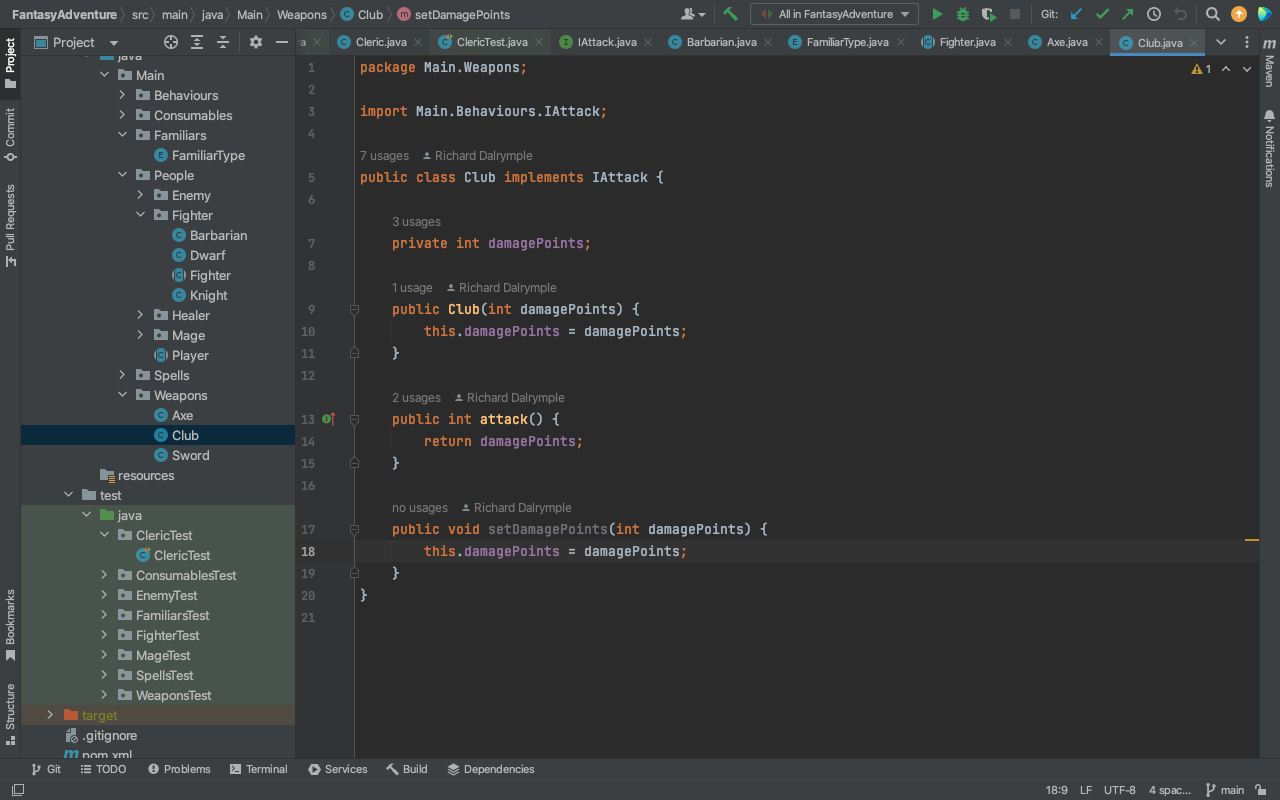 FantasyAdventure › src › main › java › Main › Weapons › Club › setDamagePoints
All in FantasyAdventure
Git:
Project
a
Cleric.java
ClericTest.java
IAttack.java
Barbarian.java
FamiliarType.java
Fighter.java
Axe.java
Club.java
Project
Commit
Pull Requests
Bookmarks
Structure
java
Main
Behaviours
Consumables
Familiars
FamiliarType
People
Enemy
Fighter
Barbarian
Dwarf
Fighter
Knight
Healer
Mage
Player
Spells
Weapons
Axe
Club
Sword
resources
test
java
ClericTest
ClericTest
ConsumablesTest
EnemyTest
FamiliarsTest
FighterTest
MageTest
SpellsTest
WeaponsTest
target
.gitignore
pom.xml
1 package Main.Weapons;
2
3 import Main.Behaviours.IAttack;
4
7 usages Richard Dalrymple
5 public class Club implements IAttack {
6
3 usages
7 private int damagePoints;
8
1 usage Richard Dalrymple
9 public Club(int damagePoints) {
10 this.damagePoints = damagePoints;
11 }
12
2 usages Richard Dalrymple
13 public int attack() {
14 return damagePoints;
15 }
16
no usages Richard Dalrymple
17 public void setDamagePoints(int damagePoints) {
18 this.damagePoints = damagePoints;
19 }
20 }
21
1
Maven
Notifications
Git
TODO
Problems
Terminal
Services
Build
Dependencies
18:9 LF UTF-8 4 spac... main